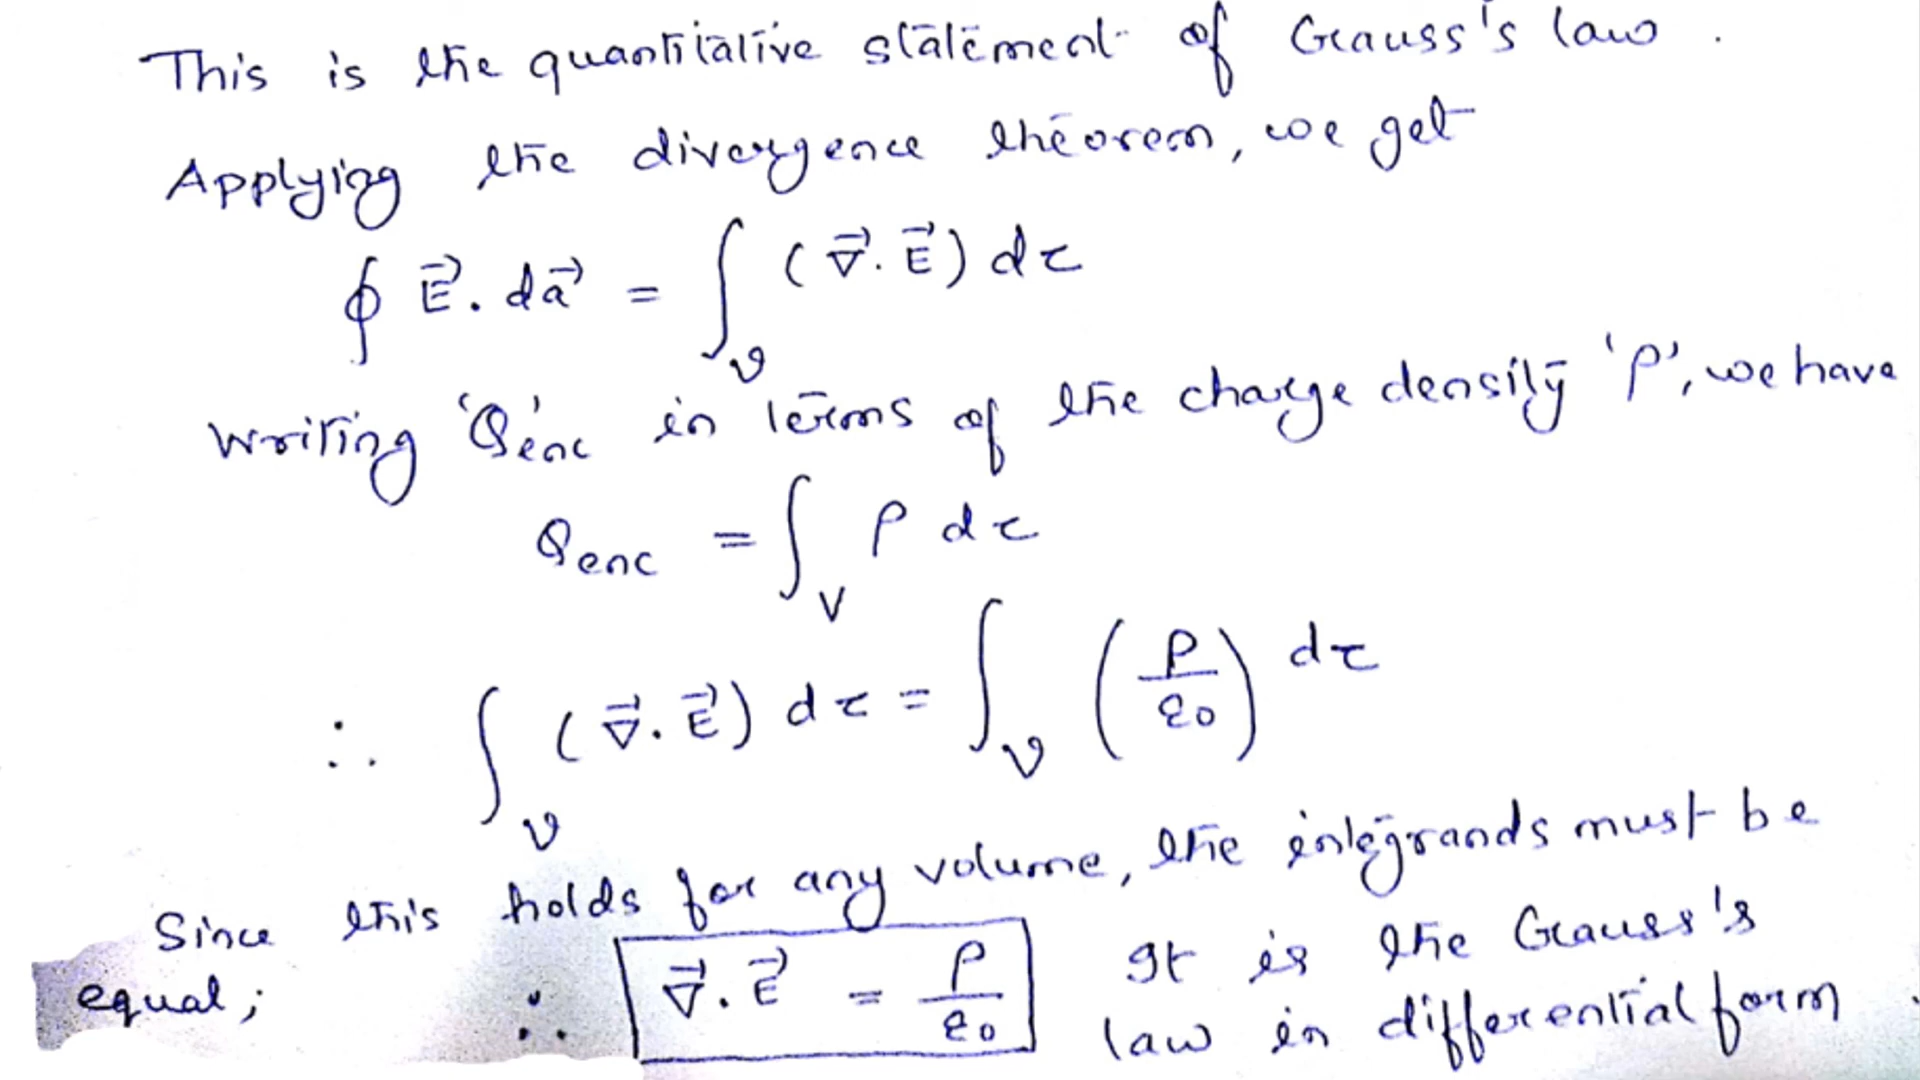 This is the quantitative statement of Gauss's law .
Applying the divergence theorem, we get
∮ E⃗ . da⃗ = ∫_v (∇⃗ . E⃗) dτ
Writing 'Q'enc in terms of the charge density 'ρ', we have
Qenc = ∫_V ρ dτ
∴ ∫_v (∇⃗ . E⃗) dτ = ∫_v (ρ/ε0) dτ
Since this holds for any volume, the integrands must be
equal; ∴ ∇⃗ . E⃗ = ρ/ε0 It is the Gauss's
law in differential form .